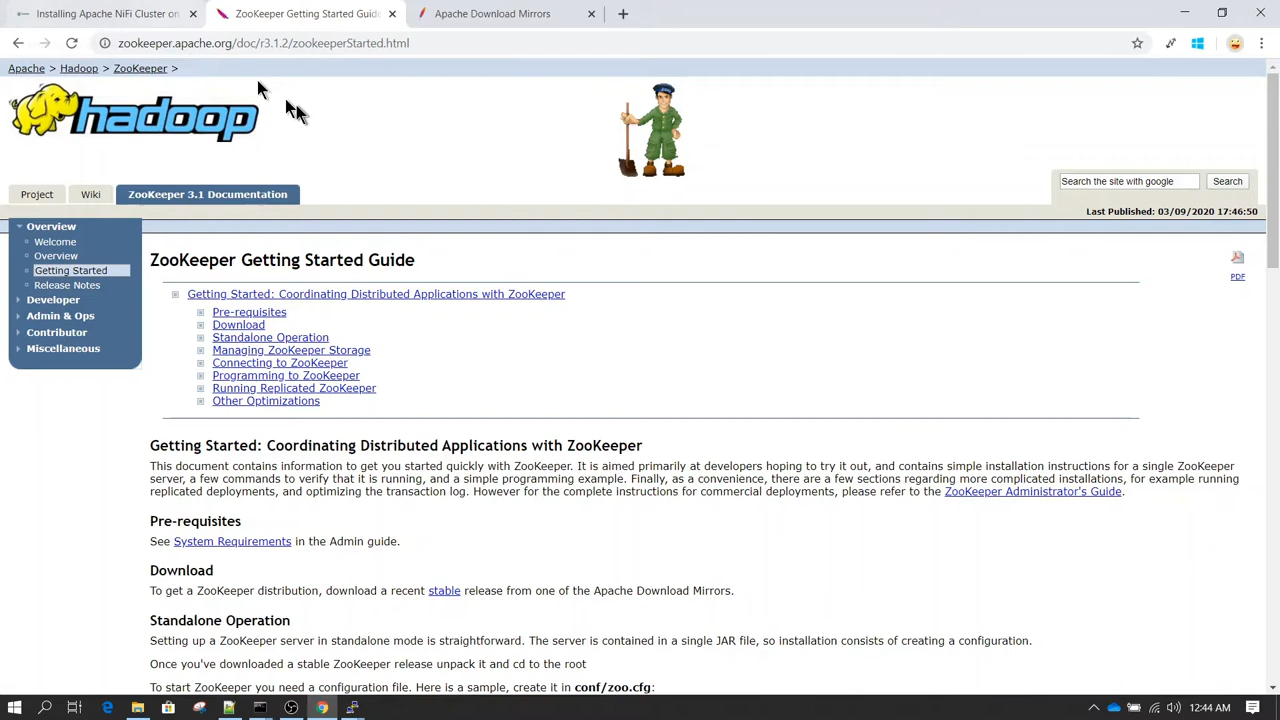 Installing Apache NiFi Cluster on
ZooKeeper Getting Started Guide
Apache Download Mirrors
zookeeper.apache.org/doc/r3.1.2/zookeeperStarted.html
Apache > Hadoop > ZooKeeper >
hadoop
Project
Wiki
ZooKeeper 3.1 Documentation
Search the site with google
Search
Last Published: 03/09/2020 17:46:50
Overview
Welcome
Overview
Getting Started
Release Notes
Developer
Admin & Ops
Contributor
Miscellaneous
ZooKeeper Getting Started Guide
PDF
Getting Started: Coordinating Distributed Applications with ZooKeeper
Pre-requisites
Download
Standalone Operation
Managing ZooKeeper Storage
Connecting to ZooKeeper
Programming to ZooKeeper
Running Replicated ZooKeeper
Other Optimizations
Getting Started: Coordinating Distributed Applications with ZooKeeper
This document contains information to get you started quickly with ZooKeeper. It is aimed primarily at developers hoping to try it out, and contains simple installation instructions for a single ZooKeeper
server, a few commands to verify that it is running, and a simple programming example. Finally, as a convenience, there are a few sections regarding more complicated installations, for example running
replicated deployments, and optimizing the transaction log. However for the complete instructions for commercial deployments, please refer to the ZooKeeper Administrator's Guide.
Pre-requisites
See System Requirements in the Admin guide.
Download
To get a ZooKeeper distribution, download a recent stable release from one of the Apache Download Mirrors.
Standalone Operation
Setting up a ZooKeeper server in standalone mode is straightforward. The server is contained in a single JAR file, so installation consists of creating a configuration.
Once you've downloaded a stable ZooKeeper release unpack it and cd to the root
To start ZooKeeper you need a configuration file. Here is a sample, create it in conf/zoo.cfg:
12:44 AM